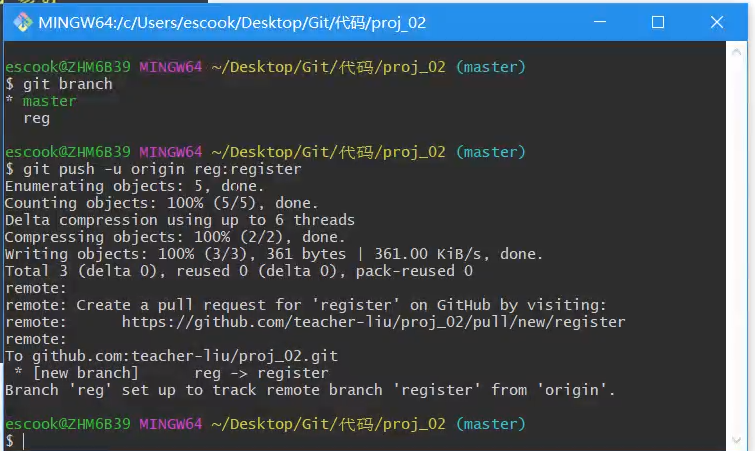 MINGW64:/c/Users/escook/Desktop/Git/代码/proj_02
escook@ZHM6B39 MINGW64 ~/Desktop/Git/代码/proj_02 (master)
$ git branch
* master
  reg
escook@ZHM6B39 MINGW64 ~/Desktop/Git/代码/proj_02 (master)
$ git push -u origin reg:register
Enumerating objects: 5, done.
Counting objects: 100% (5/5), done.
Delta compression using up to 6 threads
Compressing objects: 100% (2/2), done.
Writing objects: 100% (3/3), 361 bytes | 361.00 KiB/s, done.
Total 3 (delta 0), reused 0 (delta 0), pack-reused 0
remote:
remote: Create a pull request for 'register' on GitHub by visiting:
remote:      https://github.com/teacher-liu/proj_02/pull/new/register
remote:
To github.com:teacher-liu/proj_02.git
 * [new branch]      reg -> register
Branch 'reg' set up to track remote branch 'register' from 'origin'.
escook@ZHM6B39 MINGW64 ~/Desktop/Git/代码/proj_02 (master)
$